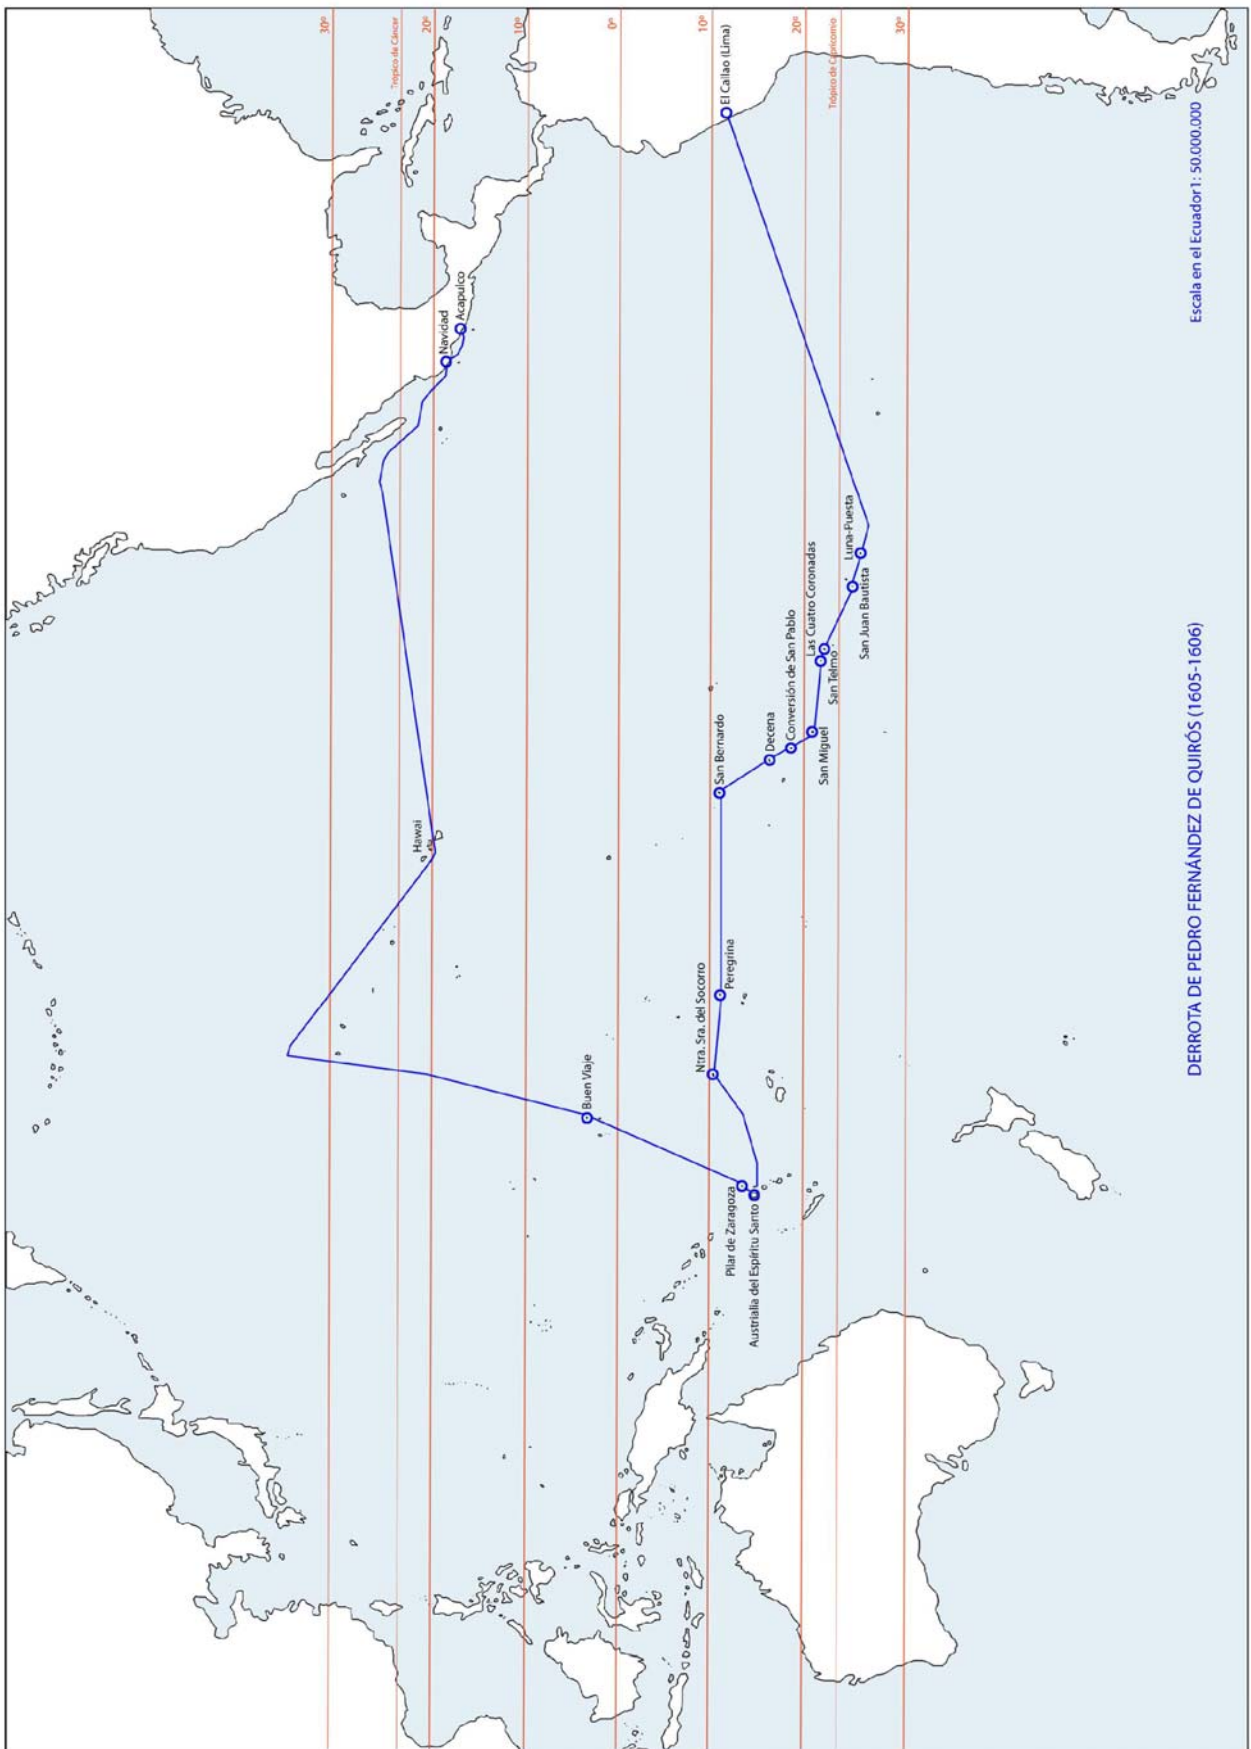 30º
Trópico de Cáncer
20º
10º
0º
10º
20º
Trópico de Capricornio
30º
Navidad
Acapulco
Hawai
Buen Viaje
El Callao (Lima)
Luna-Puesta
San Juan Bautista
Las Cuatro Coronadas
San Telmo
San Miguel
Conversión de San Pablo
Decena
San Bernardo
Peregrina
Ntra. Sra. del Socorro
Pilar de Zaragoza
Australia del Espíritu Santo
DERROTA DE PEDRO FERNÁNDEZ DE QUIRÓS (1605-1606)
Escala en el Ecuador1: 50.000.000